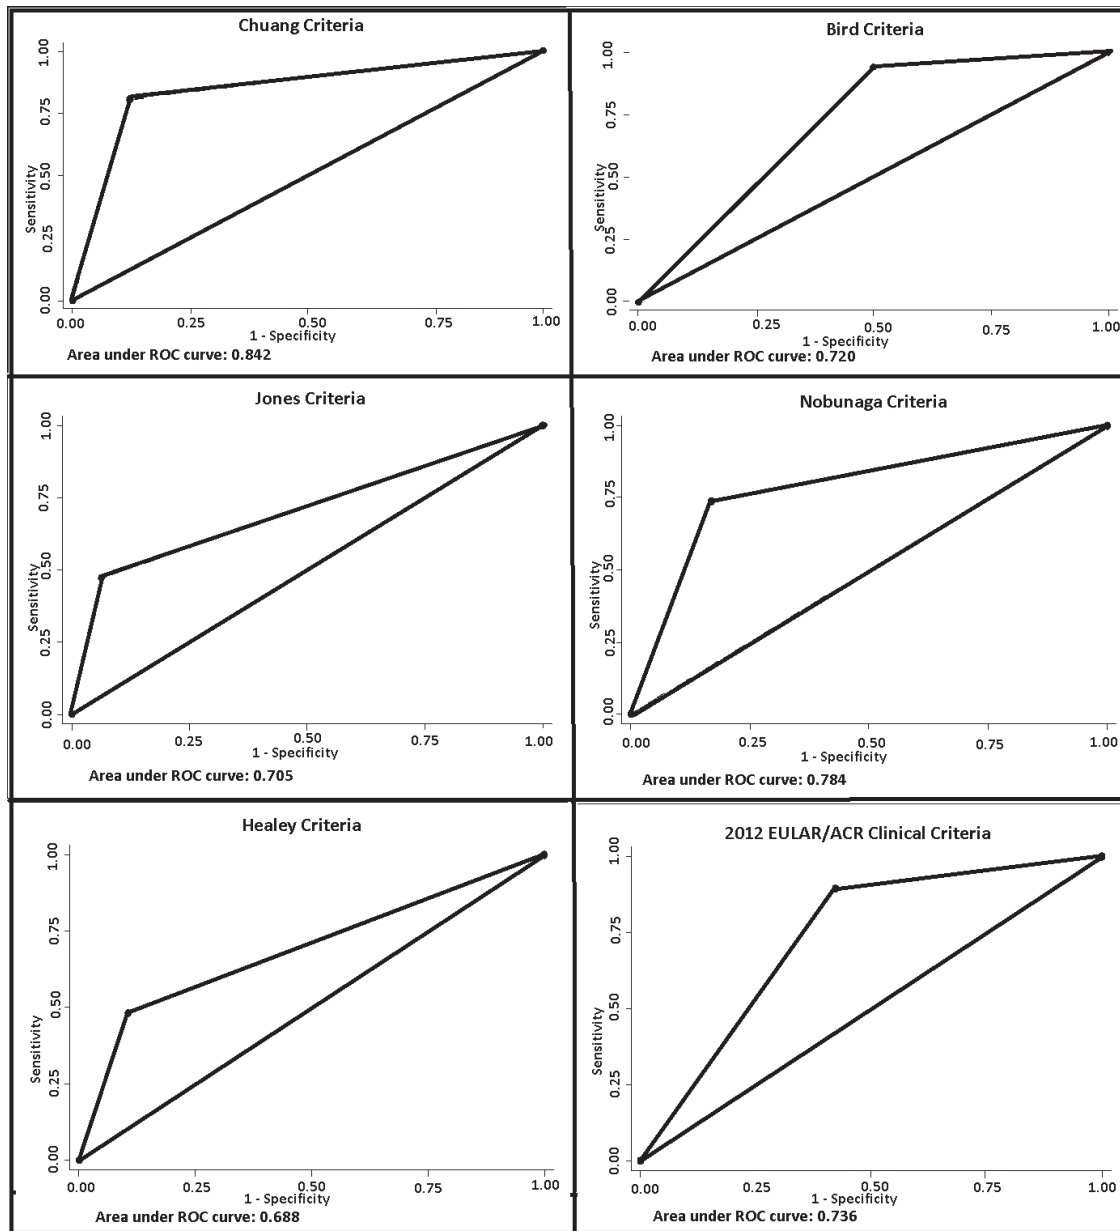 Chuang Criteria
Sensitivity
0.00 0.25 0.50 0.75 1.00
0.00 0.25 0.50 0.75 1.00
1 - Specificity
Area under ROC curve: 0.842
Bird Criteria
Sensitivity
0.00 0.25 0.50 0.75 1.00
0.00 0.25 0.50 0.75 1.00
1 - Specificity
Area under ROC curve: 0.720
Jones Criteria
Sensitivity
0.00 0.25 0.50 0.75 1.00
0.00 0.25 0.50 0.75 1.00
1 - Specificity
Area under ROC curve: 0.705
Nobunaga Criteria
Sensitivity
0.00 0.25 0.50 0.75 1.00
0.00 0.25 0.50 0.75 1.00
1 - Specificity
Area under ROC curve: 0.784
Healey Criteria
Sensitivity
0.00 0.25 0.50 0.75 1.00
0.00 0.25 0.50 0.75 1.00
1 - Specificity
Area under ROC curve: 0.688
2012 EULAR/ACR Clinical Criteria
Sensitivity
0.00 0.25 0.50 0.75 1.00
0.00 0.25 0.50 0.75 1.00
1 - Specificity
Area under ROC curve: 0.736